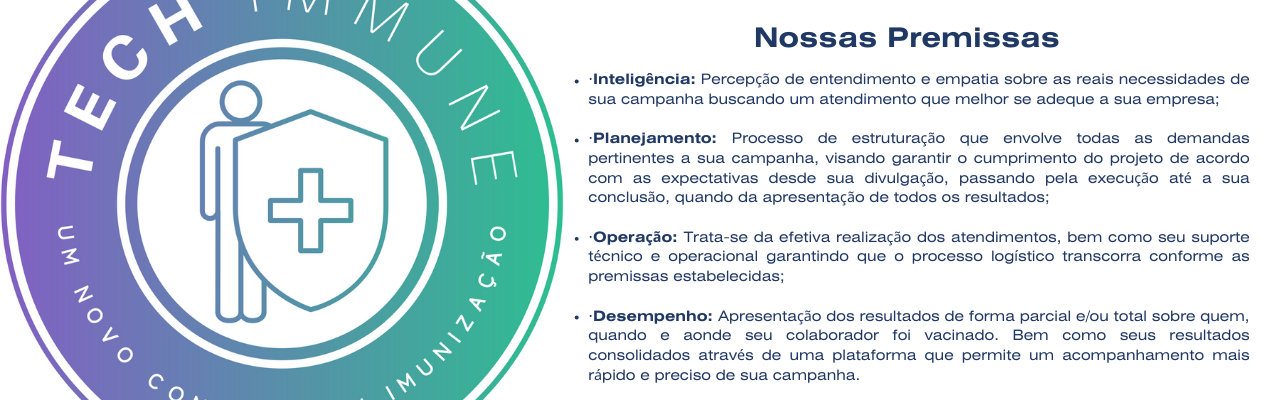 TECH IMMUNE
UM NOVO CON
IMUNIZAÇÃO
Nossas Premissas
• ·Inteligência: Percepção de entendimento e empatia sobre as reais necessidades de
sua campanha buscando um atendimento que melhor se adeque a sua empresa;
• ·Planejamento: Processo de estruturação que envolve todas as demandas
pertinentes a sua campanha, visando garantir o cumprimento do projeto de acordo
com as expectativas desde sua divulgação, passando pela execução até a sua
conclusão, quando da apresentação de todos os resultados;
• ·Operação: Trata-se da efetiva realização dos atendimentos, bem como seu suporte
técnico e operacional garantindo que o processo logístico transcorra conforme as
premissas estabelecidas;
• ·Desempenho: Apresentação dos resultados de forma parcial e/ou total sobre quem,
quando e aonde seu colaborador foi vacinado. Bem como seus resultados
consolidados através de uma plataforma que permite um acompanhamento mais
rápido e preciso de sua campanha.